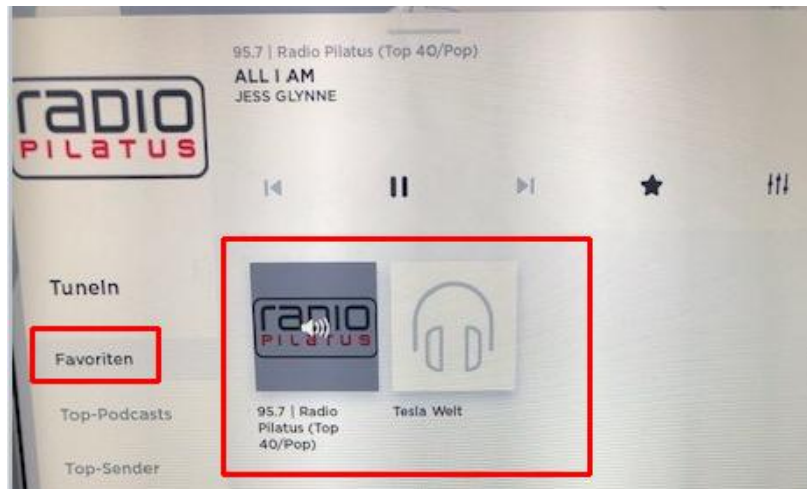 95.7 | Radio Pilatus (Top 40/Pop)
ALL I AM
JESS GLYNNE
raDIO
PILaTUS
TuneIn
Favoriten
Top-Podcasts
Top-Sender
raDIO
PILaTUS
95.7 | Radio
Pilatus (Top
40/Pop)
Tesla Welt